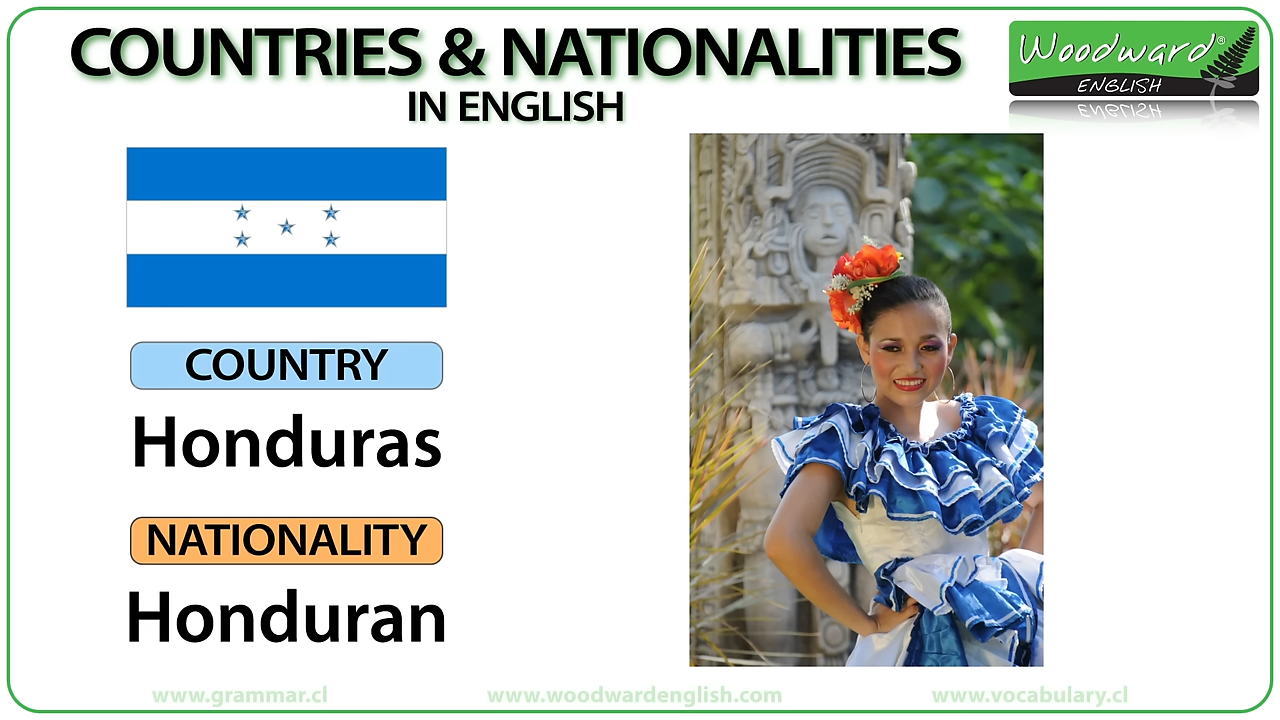 COUNTRIES & NATIONALITIES
IN ENGLISH
Woodward®
ENGLISH
COUNTRY
Honduras
NATIONALITY
Honduran
www.grammar.cl
www.woodwardenglish.com
www.vocabulary.cl